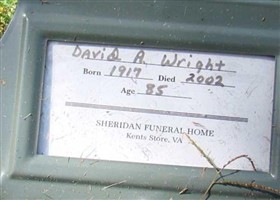 David A. Wright
Born 1917 Died 2002
Age 85
SHERIDAN FUNERAL HOME
Kents Store, VA